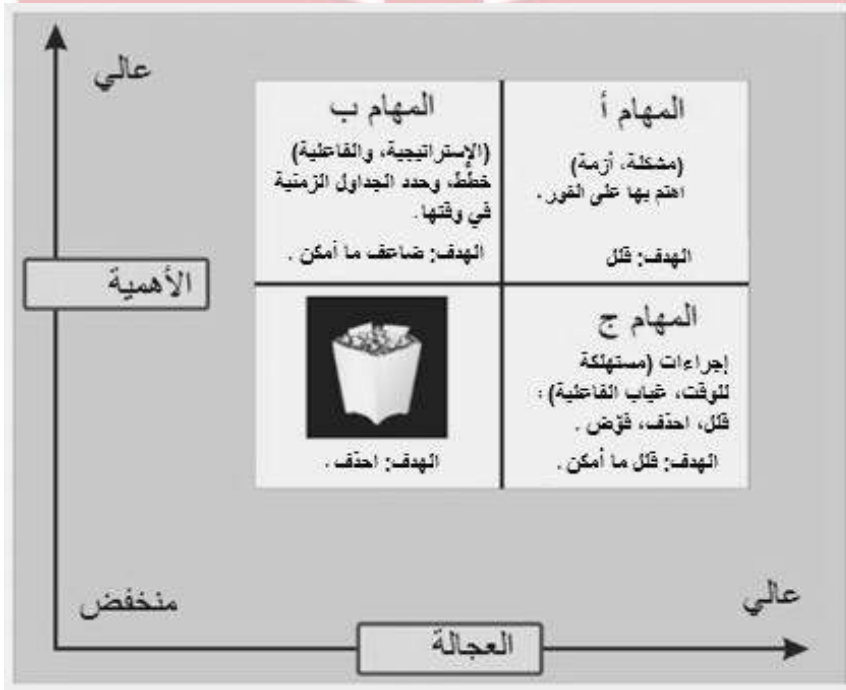 عالي
المهام أ
(مشكلة، أزمة)
اهتم بها على الفور.
الهدف: قلل
المهام ب
(الإستراتيجية، والفاعلية)
خطط، وحدد الجداول الزمنية
في وقتها.
الهدف: ضاعف ما أمكن.
الأهمية
المهام ج
إجراءات (مستهلكة
للوقت، غياب الفاعلية):
قلل، احذف، فوّض.
الهدف: قلل ما أمكن.
الهدف: احذف.
منخفض
عالي
العجالة